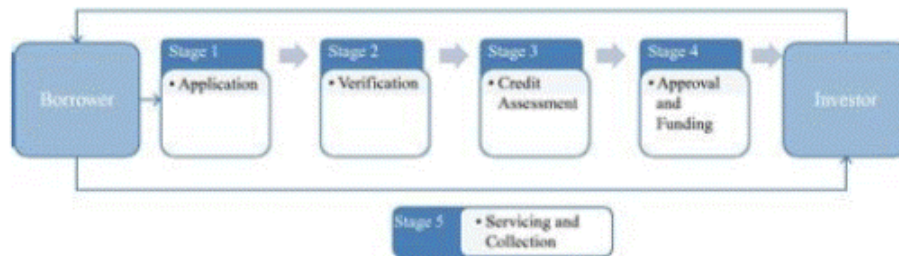 Borrower
Stage 1
• Application
Stage 2
• Verification
Stage 3
• Credit
Assessment
Stage 4
• Approval
and
Funding
Investor
Stage 5
• Servicing and
Collection